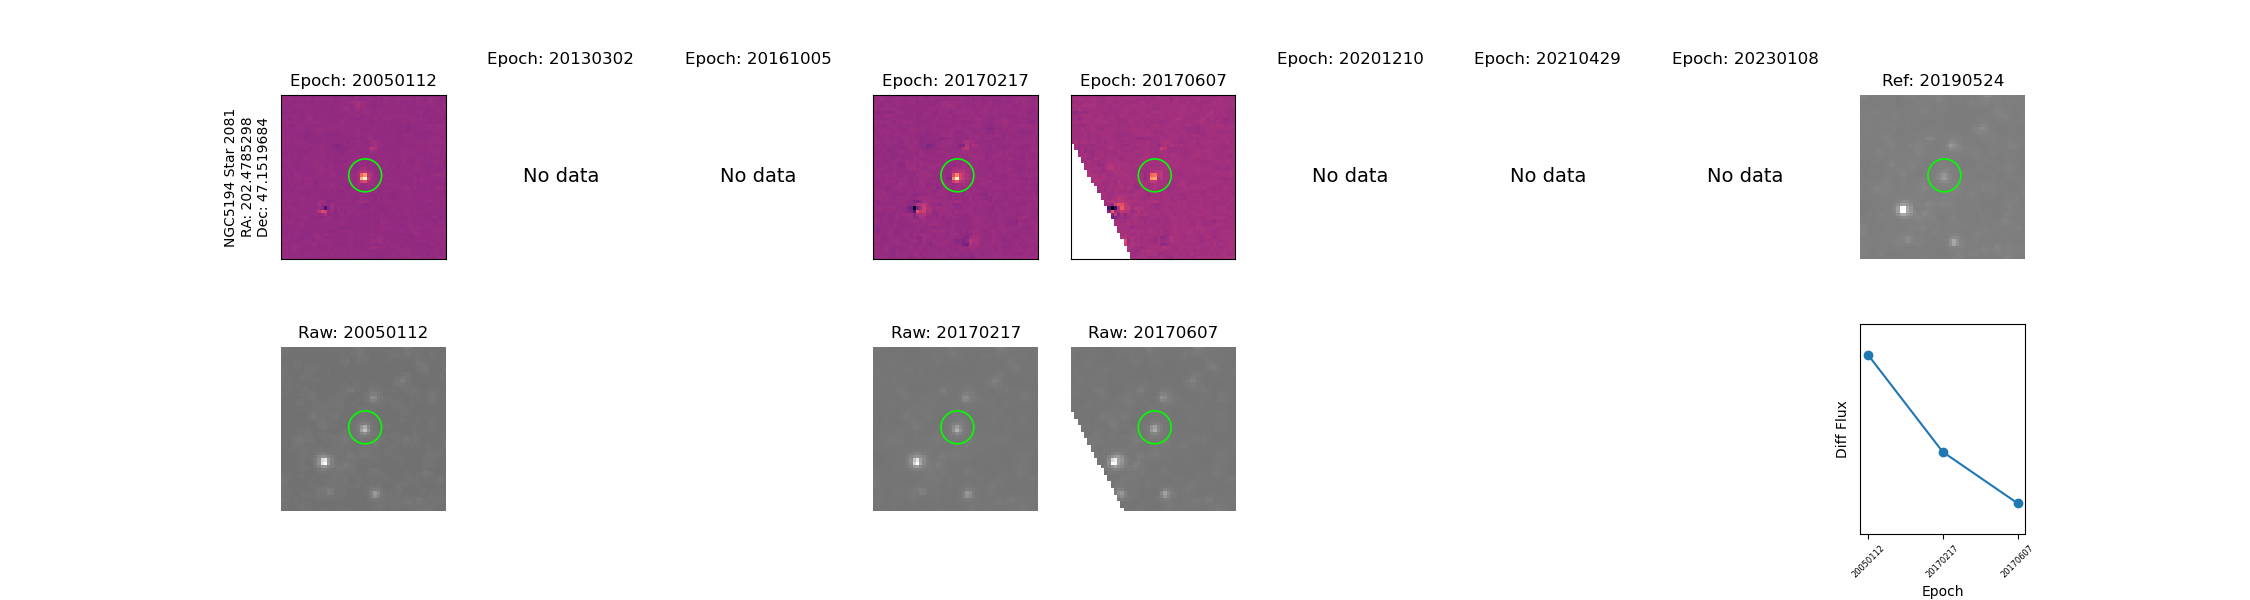 Epoch: 20050112
Epoch: 20130302
Epoch: 20161005
Epoch: 20170217
Epoch: 20170607
Epoch: 20201210
Epoch: 20210429
Epoch: 20230108
Ref: 20190524
NGC5194 Star 2081
RA: 202.4785298
Dec: 47.1519684
No data
No data
No data
No data
No data
Raw: 20050112
Raw: 20170217
Raw: 20170607
Diff Flux
20050112
20170217
20170607
Epoch